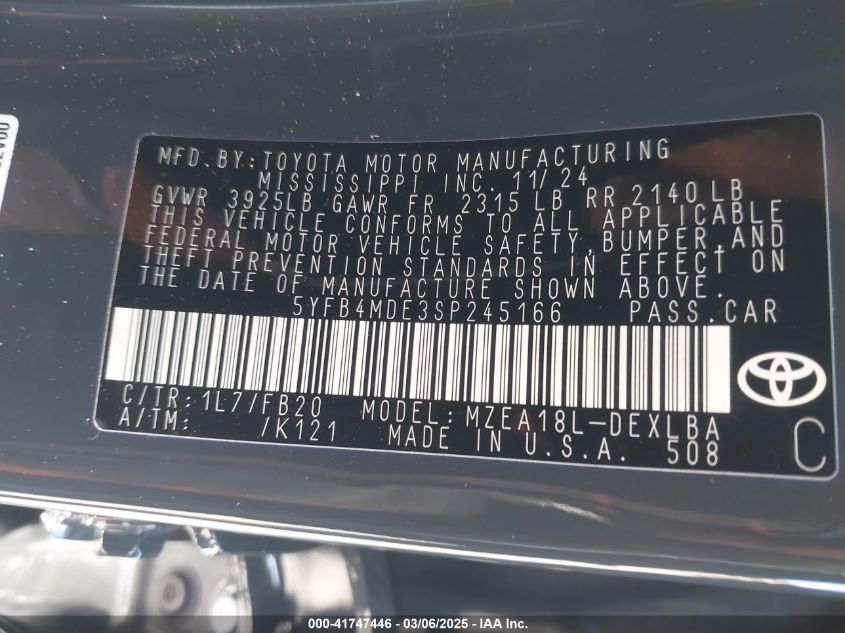 MFD.BY:TOYOTA MOTOR MANUFACTURING
MISSISSIPPI INC. 11/24
GVWR 3925LB GAWR FR 2315 LB RR 2140LB
THIS VEHICLE CONFORMS TO ALL APPLICABLE
FEDERAL MOTOR VEHICLE SAFETY,BUMPER,AND
THEFT PREVENTION STANDARDS IN EFFECT ON
THE DATE OF MANUFACTURE SHOWN ABOVE.
5YFB4MDE3SP245166 PASS.CAR
C/TR:1L7/FB20 MODEL:MZEA18L-DEXLBA
A/TM: /K121 MADE IN U.S.A. 508
C
000-41747446 - 03/06/2025 - © IAA Inc.